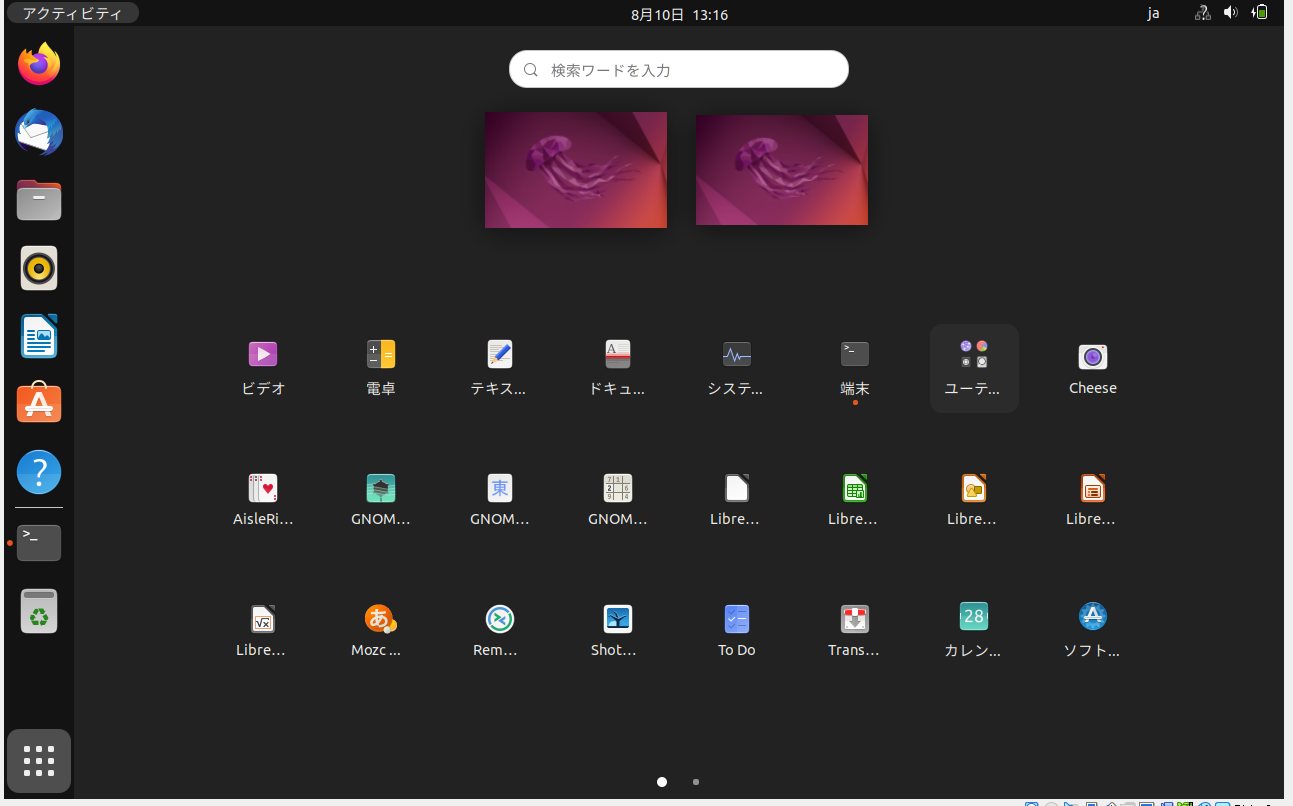 アクティビティ
8月10日 13:16
ja
検索ワードを入力
ビデオ
電卓
テキス...
ドキュ...
システ...
端末
ユーテ...
Cheese
AisleRi...
GNOM...
GNOM...
GNOM...
Libre...
Libre...
Libre...
Libre...
Libre...
Mozc ...
Rem...
Shot...
To Do
Trans...
カレン...
ソフト...